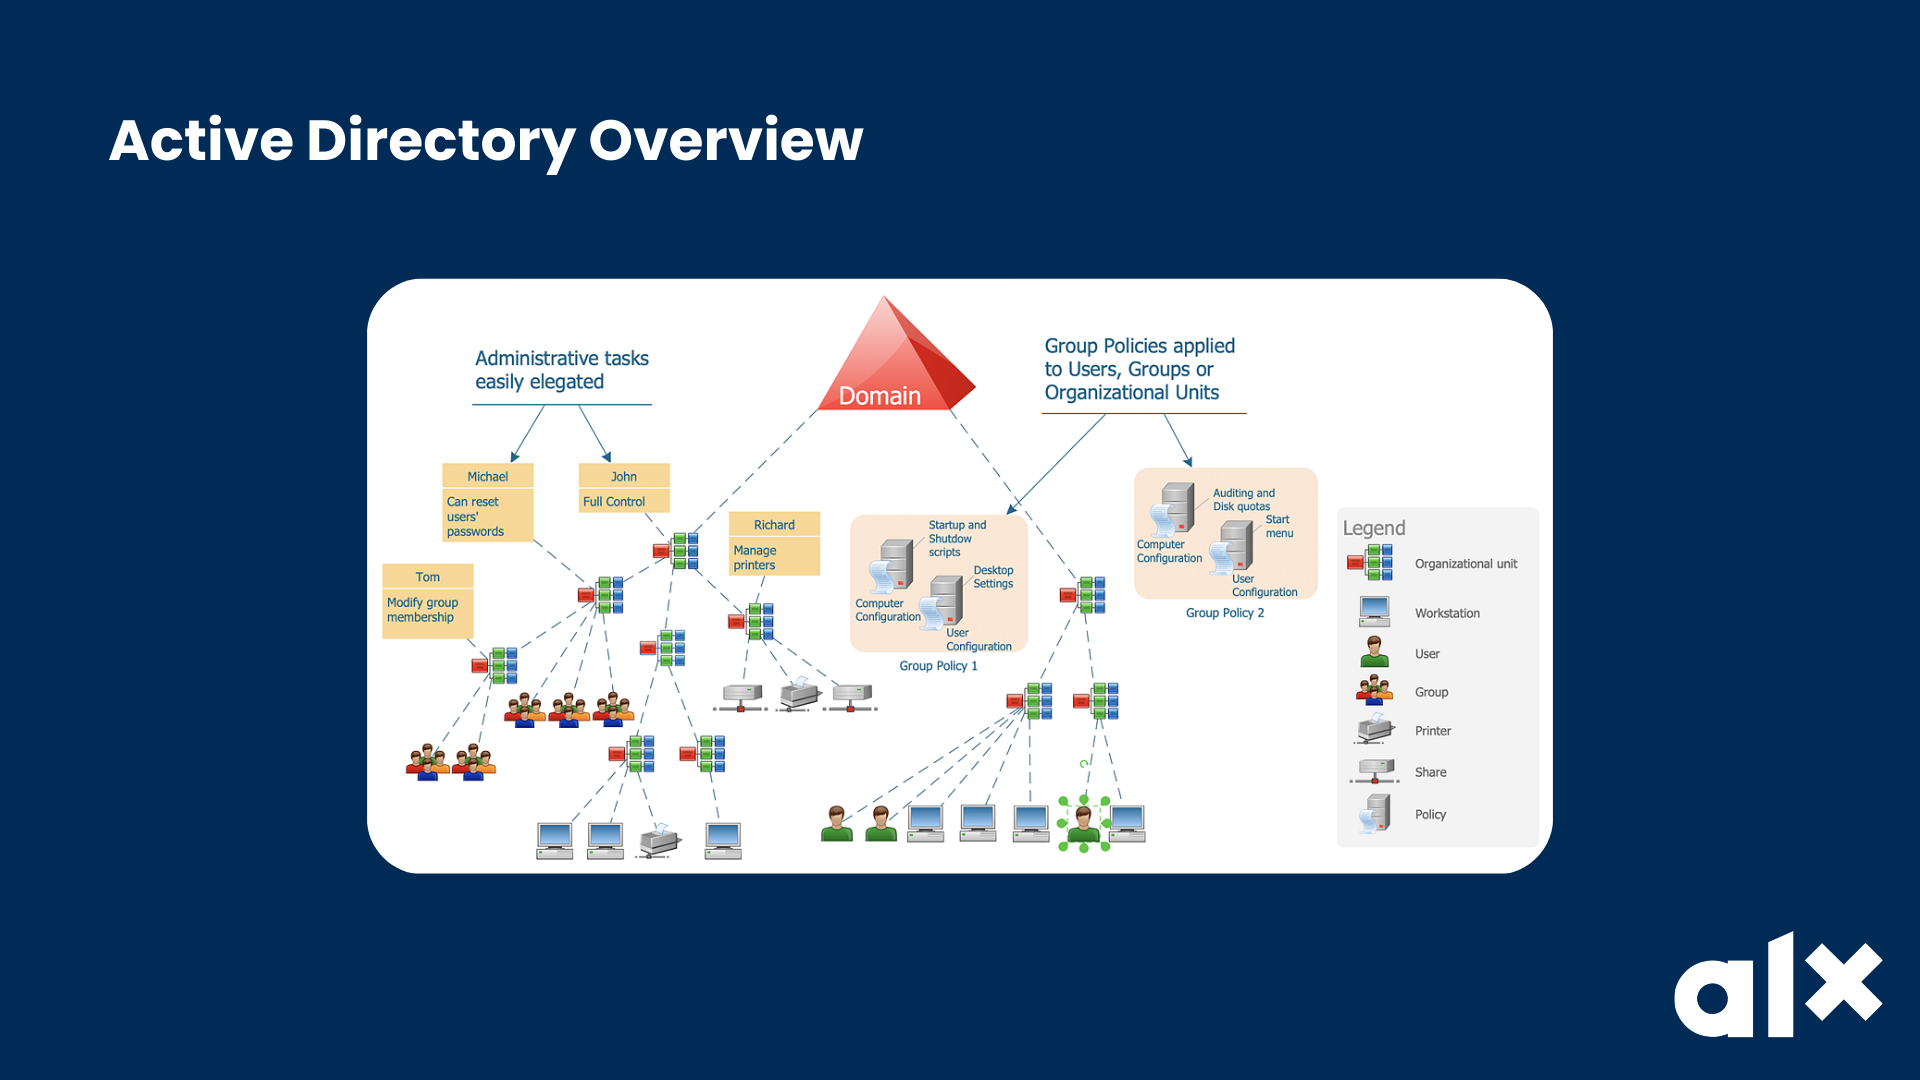 Active Directory Overview
Administrative tasks
easily elegated
Domain
Group Policies applied
to Users, Groups or
Organizational Units
Michael
Can reset
users'
passwords
John
Full Control
Richard
Manage
printers
Tom
Modify group
membership
Startup and
Shutdow
scripts
Desktop
Settings
Computer
Configuration
User
Configuration
Group Policy 1
Auditing and
Disk quotas
Start
menu
Computer
Configuration
User
Configuration
Group Policy 2
Legend
Organizational unit
Workstation
User
Group
Printer
Share
Policy
alx